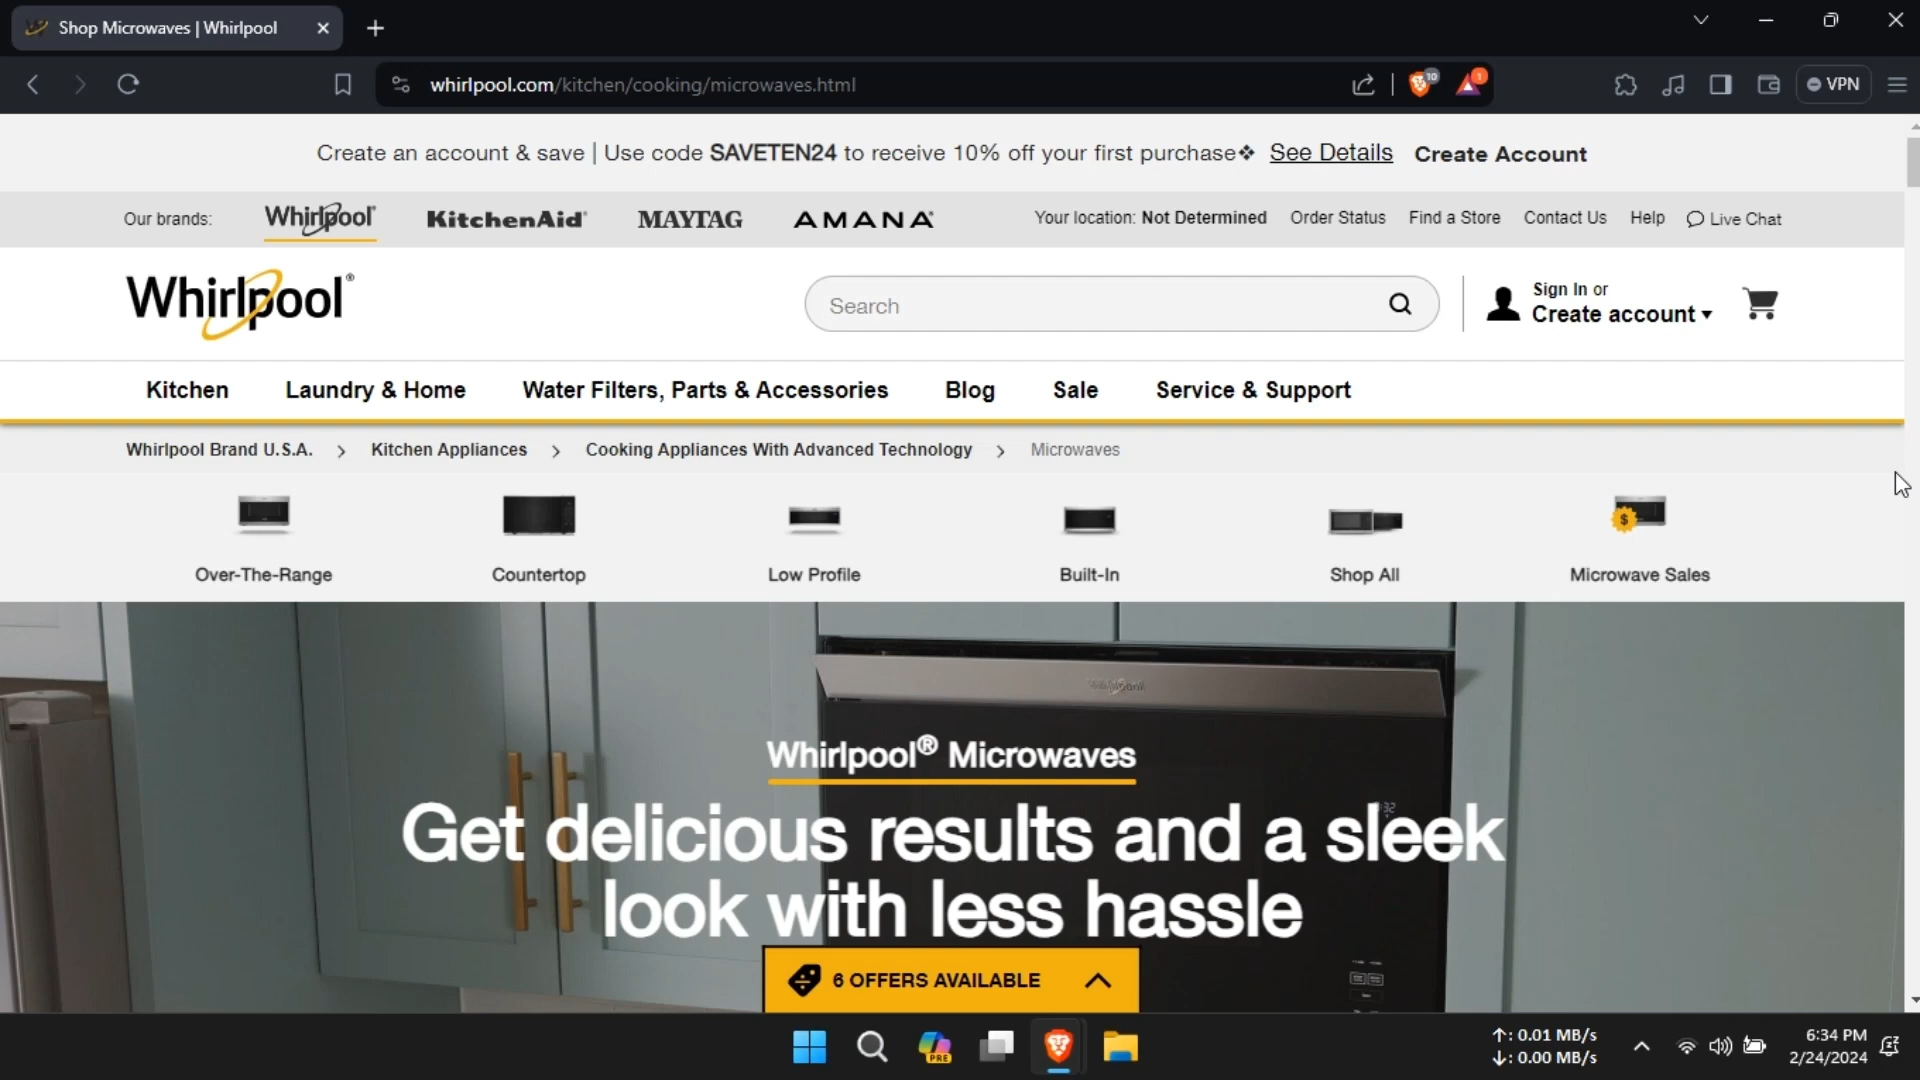 Shop Microwaves | Whirlpool
whirlpool.com/kitchen/cooking/microwaves.html
10
1
VPN
Create an account & save | Use code SAVETEN24 to receive 10% off your first purchase❖ See Details Create Account
Our brands: Whirlpool® KitchenAid® MAYTAG AMANA® Your location: Not Determined Order Status Find a Store Contact Us Help Live Chat
Whirlpool®
Search
Sign In or
Create account
Kitchen Laundry & Home Water Filters, Parts & Accessories Blog Sale Service & Support
Whirlpool Brand U.S.A. > Kitchen Appliances > Cooking Appliances With Advanced Technology > Microwaves
$
Over-The-Range Countertop Low Profile Built-In Shop All Microwave Sales
Whirlpool
Whirlpool® Microwaves
Get delicious results and a sleek
look with less hassle
6 OFFERS AVAILABLE
PRE
↑: 0.01 MB/s
↓: 0.00 MB/s
6:34 PM
2/24/2024